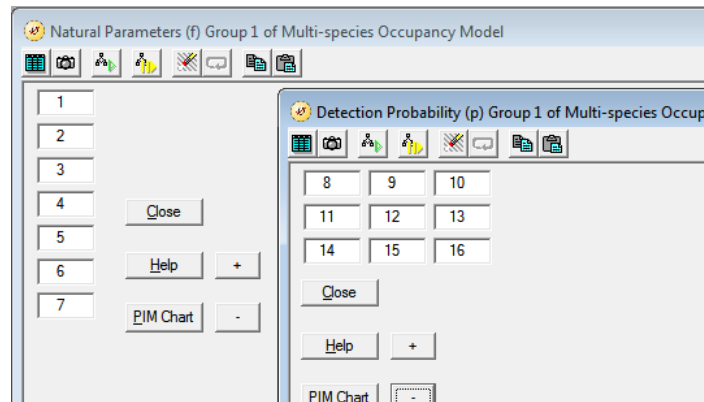 Natural Parameters (f) Group 1 of Multi-species Occupancy Model
1
2
3
4
5
6
7
Close
Help +
PIM Chart -
Detection Probability (p) Group 1 of Multi-species Occup
8 9 10
11 12 13
14 15 16
Close
Help +
PIM Chart -